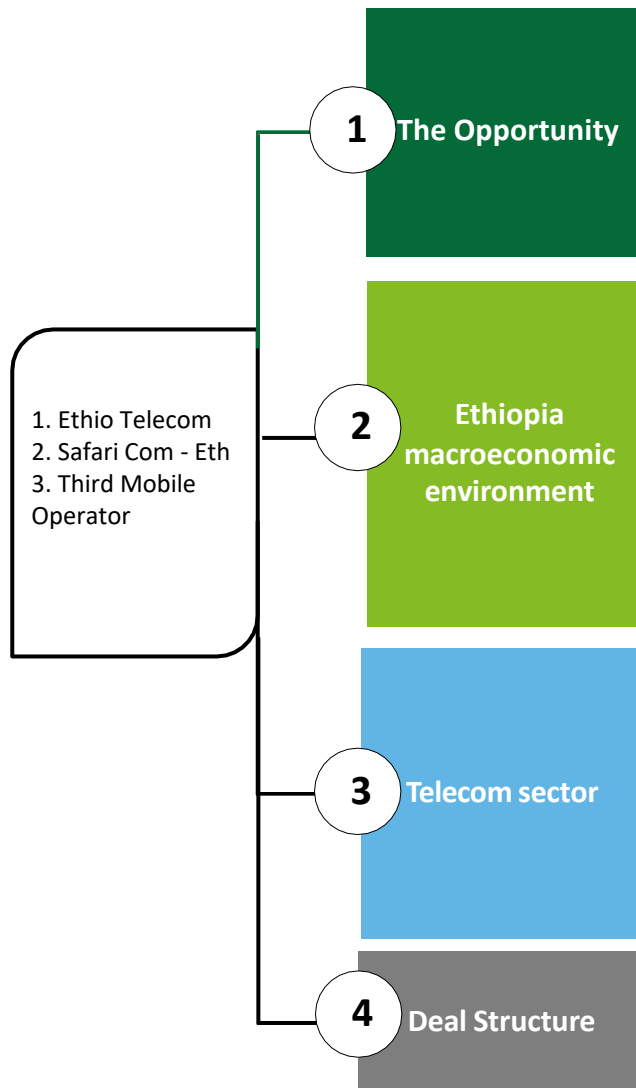 1
The Opportunity
1. Ethio Telecom
2. Safari Com - Eth
3. Third Mobile
Operator
2
Ethiopia
macroeconomic
environment
3
Telecom sector
4
Deal Structure